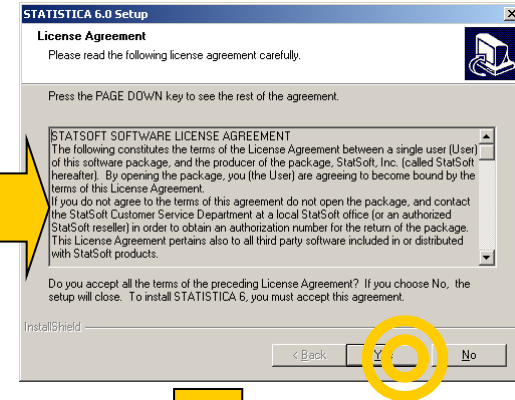 STATISTICA 6.0 Setup
License Agreement
Please read the following license agreement carefully.
Press the PAGE DOWN key to see the rest of the agreement.
STATSOFT SOFTWARE LICENSE AGREEMENT
The following constitutes the terms of the License Agreement between a single user (User)
of this software package, and the producer of the package, StatSoft, Inc. (called StatSoft
hereafter). By opening the package, you (the User) are agreeing to become bound by the
terms of this License Agreement.
If you do not agree to the terms of this agreement do not open the package, and contact
the StatSoft Customer Service Department at a local StatSoft office (or an authorized
StatSoft reseller) in order to obtain an authorization number for the return of the package.
This License Agreement pertains also to all third party software included in or distributed
with StatSoft products.
Do you accept all the terms of the preceding License Agreement? If you choose No, the
setup will close. To install STATISTICA 6, you must accept this agreement.
InstallShield
< Back Yes No